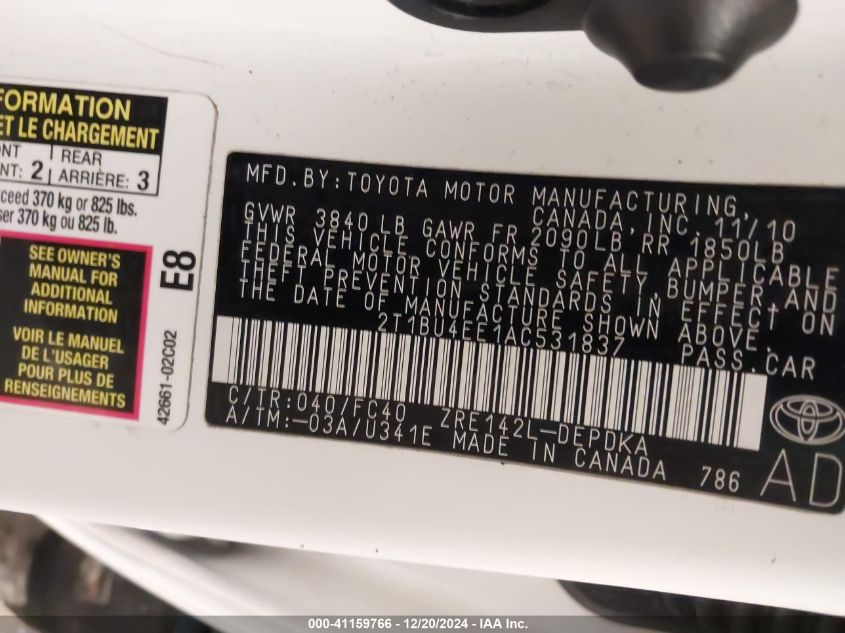 FORMATION
ET LE CHARGEMENT
NT 2 REAR
NT: ARRIÈRE: 3
ceed 370 kg or 825 lbs.
ser 370 kg ou 825 lb.
SEE OWNER'S
MANUAL FOR
ADDITIONAL
INFORMATION
VOIR LE MANUEL
DE L'USAGER
POUR PLUS DE
RENSEIGNEMENTS
E8
42661-02C02
MFD.BY:TOYOTA MOTOR MANUFACTURING,
CANADA, INC. 11/10
GVWR 3840LB GAWR FR 2090LB RR 1850LB
THIS VEHICLE CONFORMS TO ALL APPLICABLE
FEDERAL MOTOR VEHICLE SAFETY, BUMPER, AND
THEFT PREVENTION STANDARDS IN EFFECT ON
THE DATE OF MANUFACTURE SHOWN ABOVE.
2T1BU4EE1AC531837 PASS.CAR
C/TR:040/FC40 ZRE142L-DEPDKA
A/TM:-03A/U341E MADE IN CANADA 786 AD
000-41159766 - 12/20/2024 - IAA Inc.